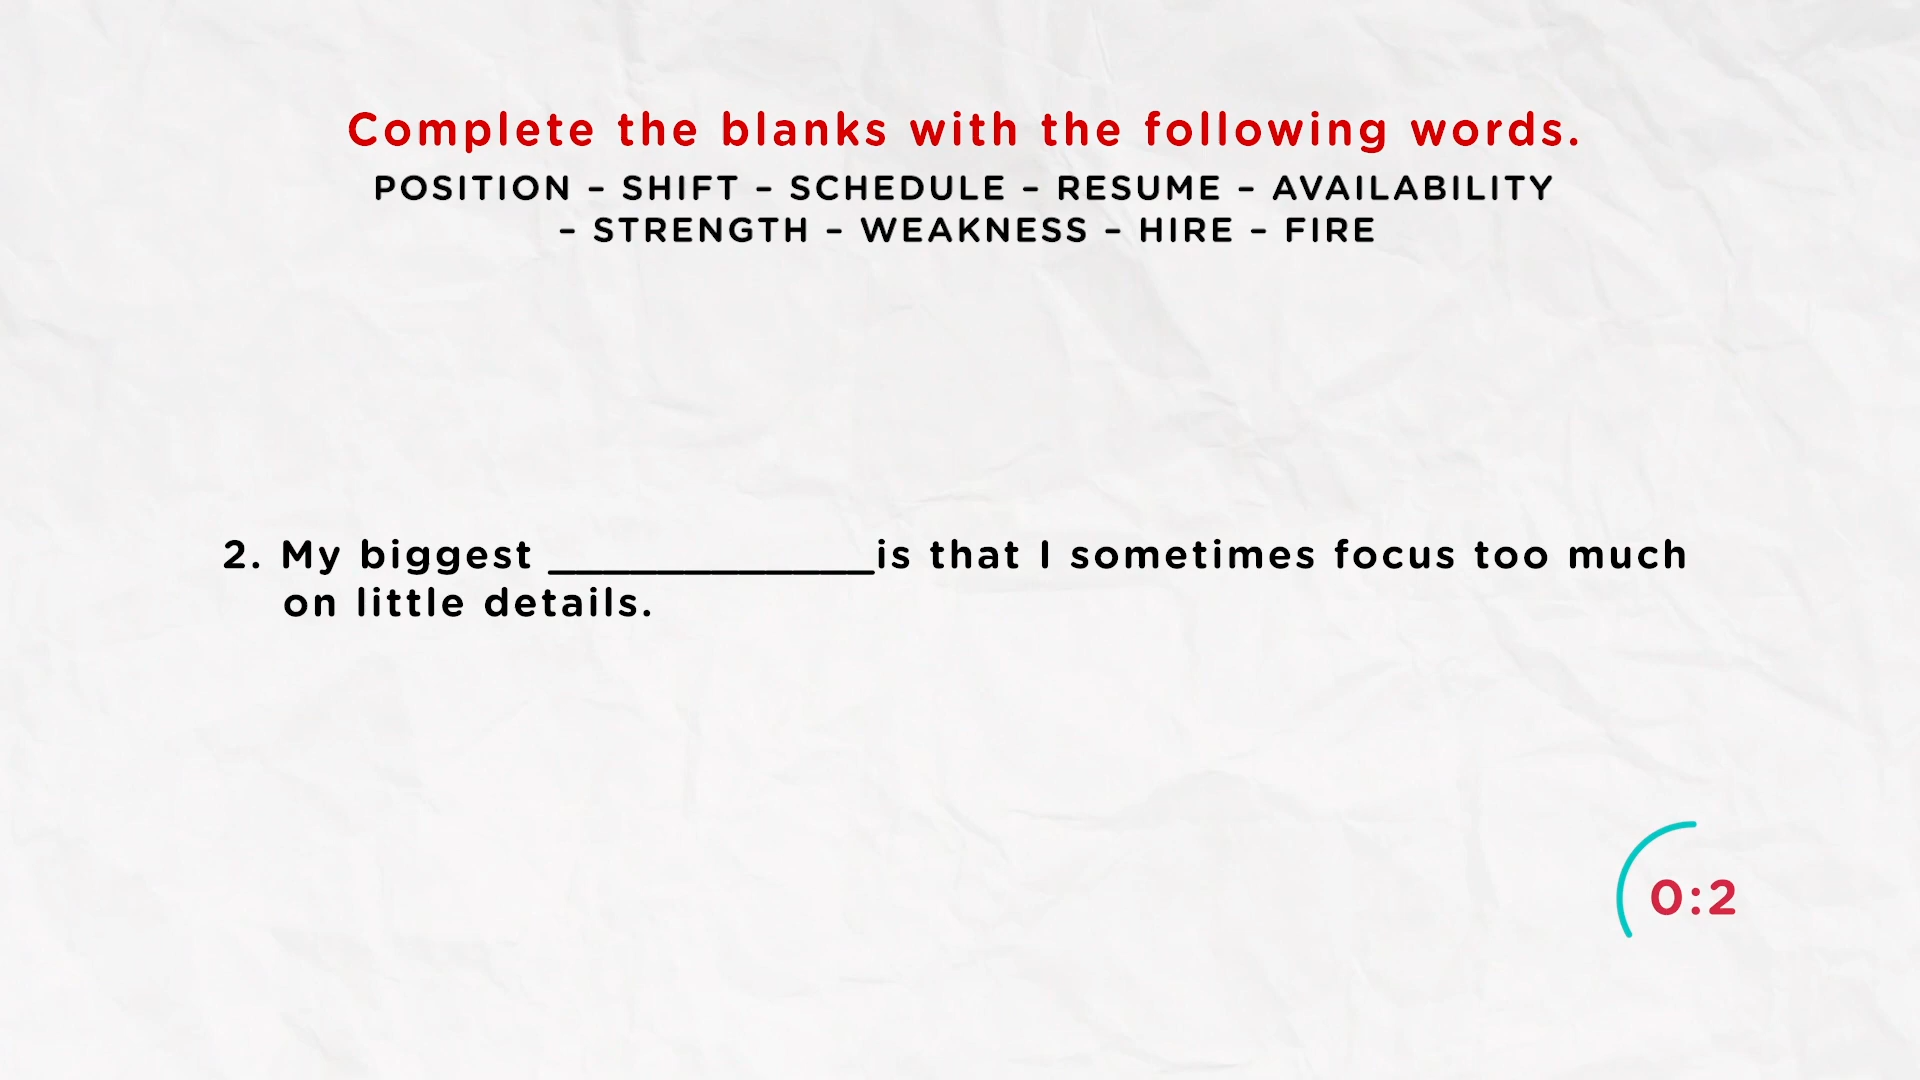 Complete the blanks with the following words.
POSITION – SHIFT – SCHEDULE – RESUME – AVAILABILITY
– STRENGTH – WEAKNESS – HIRE – FIRE
2. My biggest ____________is that I sometimes focus too much
on little details.
0:2